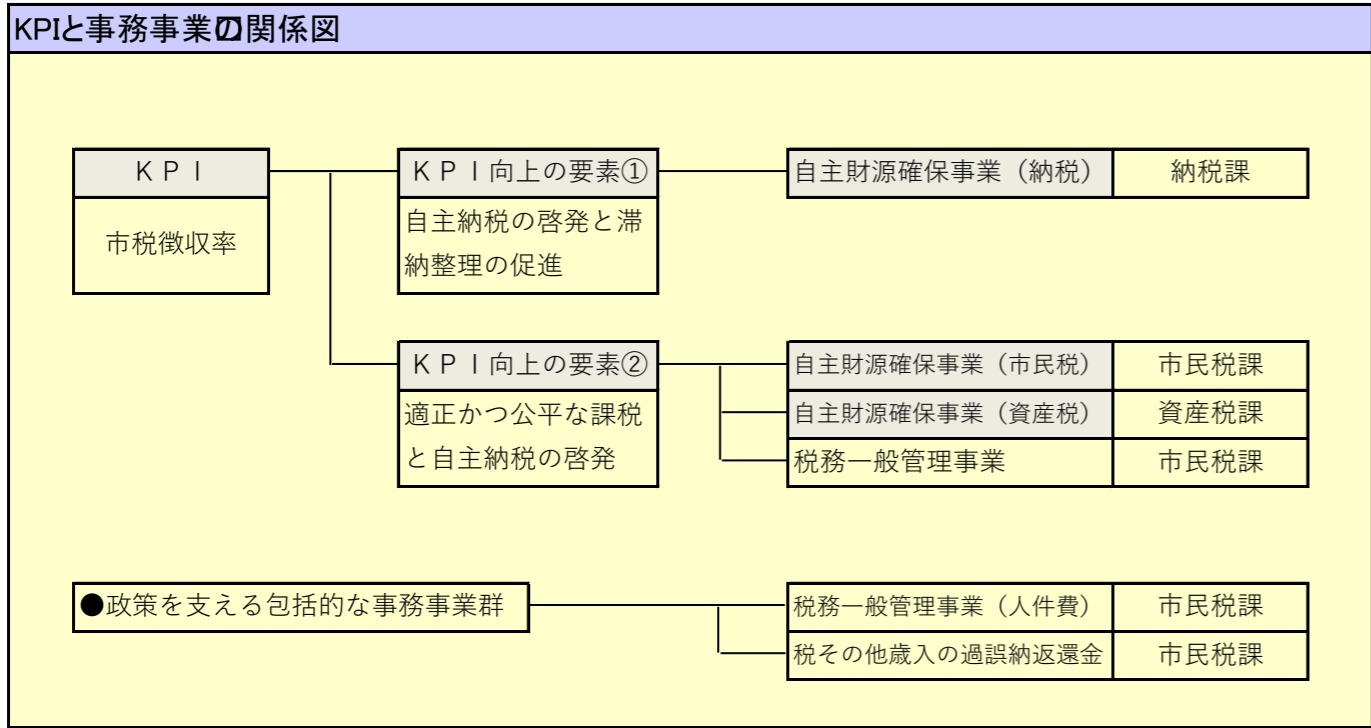 KPIと事務事業の関係図
ＫＰＩ
ＫＰＩ向上の要素①
自主財源確保事業（納税）
納税課
市税徴収率
自主納税の啓発と滞
納整理の促進
ＫＰＩ向上の要素②
自主財源確保事業（市民税）
市民税課
適正かつ公平な課税
と自主納税の啓発
自主財源確保事業（資産税）
資産税課
税務一般管理事業
市民税課
●政策を支える包括的な事務事業群
税務一般管理事業（人件費）
市民税課
税その他歳入の過誤納返還金
市民税課